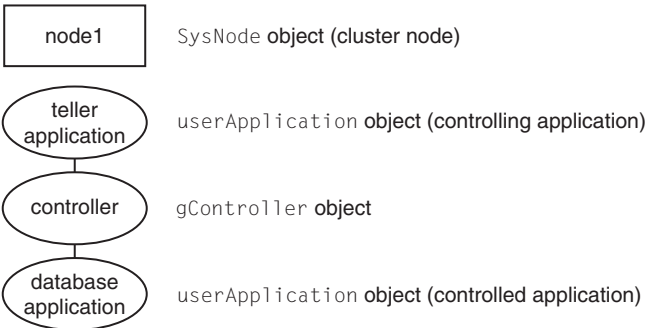 node1 SysNode object (cluster node)
teller
application
userApplication object (controlling application)
controller gController object
database
application
userApplication object (controlled application)